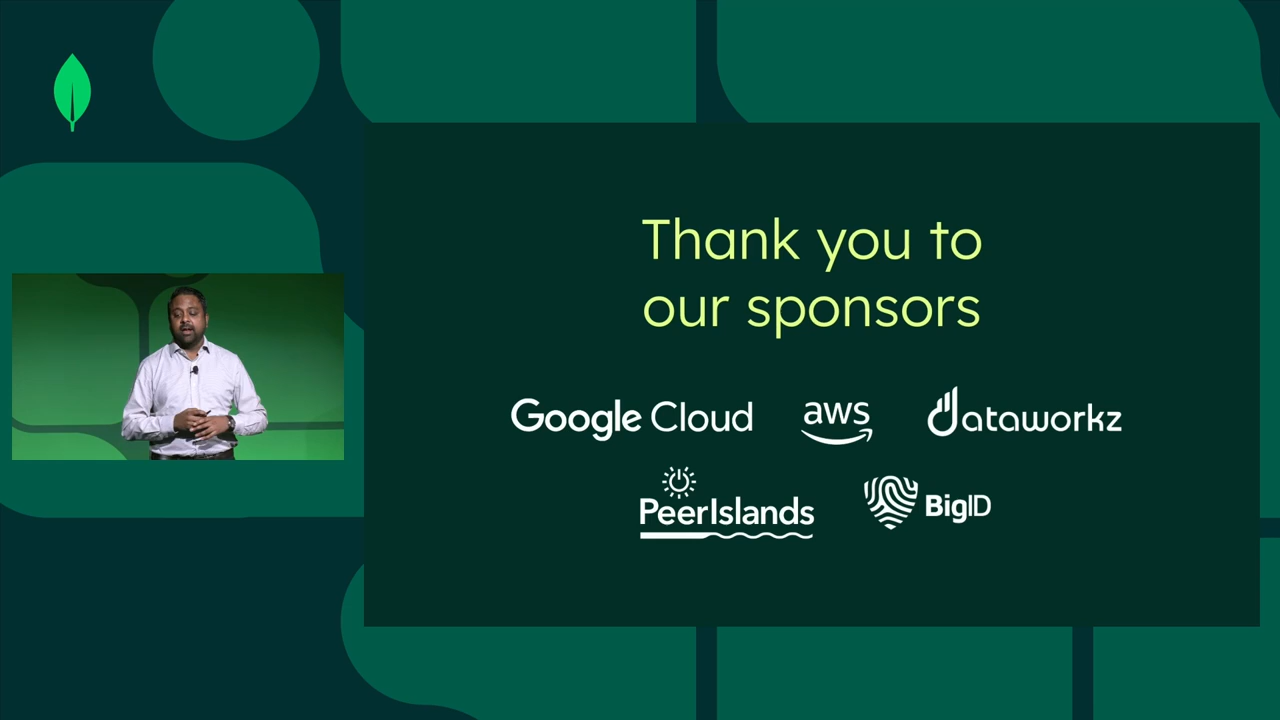 Thank you to
our sponsors
Google Cloud
aws
dataworkz
PeerIslands
BigID